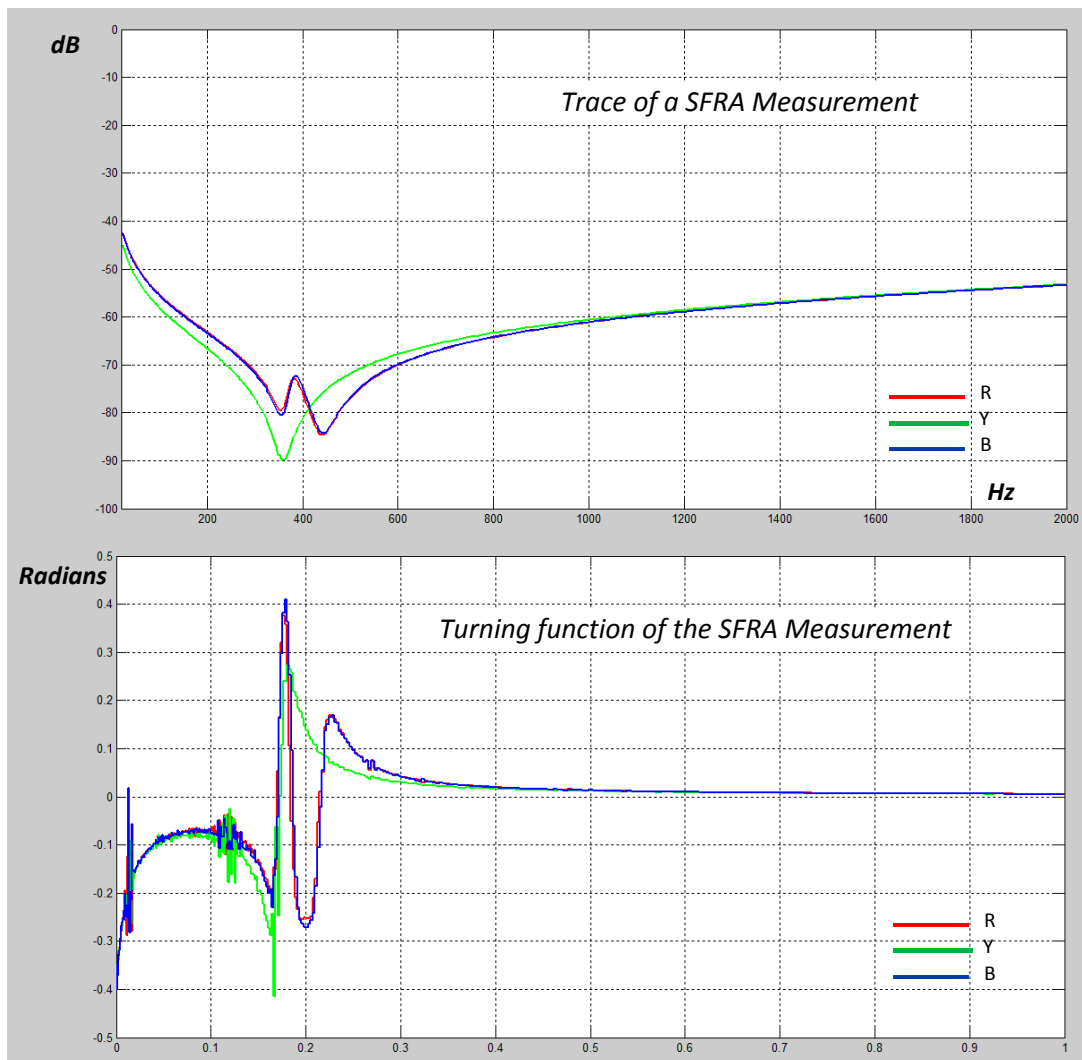 dB
0
-10
Trace of a SFRA Measurement
-20
-30
-40
-50
-60
-70
-80
-90
-100
R
Y
B
Hz
200 400 600 800 1000 1200 1400 1600 1800 2000
Radians
0.5
0.4
Turning function of the SFRA Measurement
0.3
0.2
0.1
0
-0.1
-0.2
-0.3
-0.4
-0.5
R
Y
B
0 0.1 0.2 0.3 0.4 0.5 0.6 0.7 0.8 0.9 1